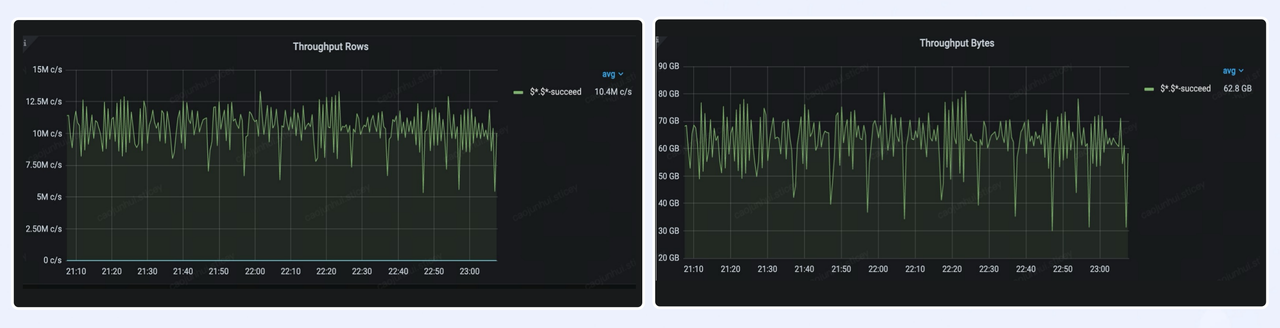 Throughput Rows
15M c/s
12.5M c/s
10M c/s
7.50M c/s
5M c/s
2.50M c/s
0 c/s
21:10 21:20 21:30 21:40 21:50 22:00 22:10 22:20 22:30 22:40 22:50 23:00
avg
$*.$*-succeed 10.4M c/s
Throughput Bytes
90 GB
80 GB
70 GB
60 GB
50 GB
40 GB
30 GB
20 GB
21:10 21:20 21:30 21:40 21:50 22:00 22:10 22:20 22:30 22:40 22:50 23:00
avg
$*.$*-succeed 62.8 GB